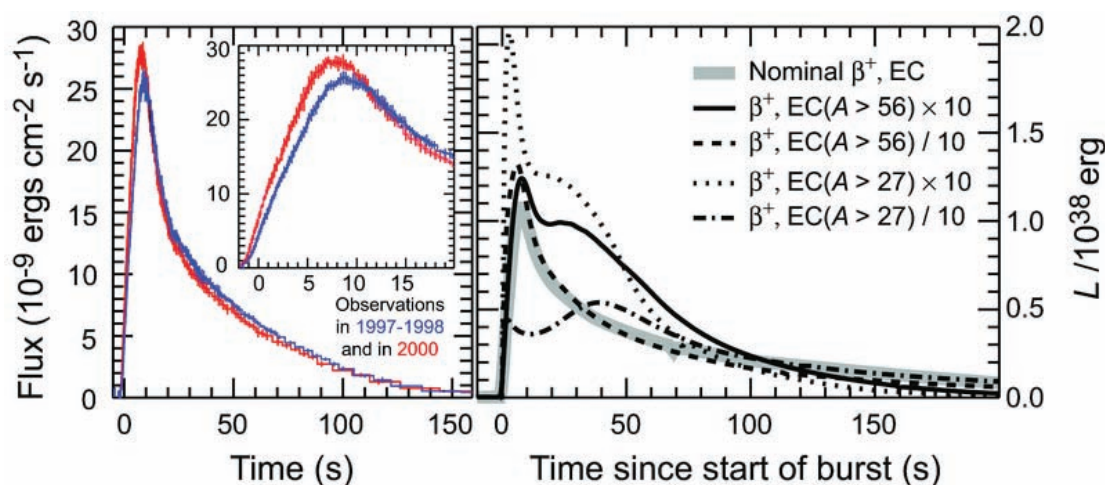 Flux (10⁻⁹ ergs cm⁻² s⁻¹)
30
25
20
15
10
5
0
0 50 100 150
Time (s)
30
20
10
0
0 5 10 15
Observations
in 1997-1998
and in 2000
Nominal β⁺, EC
β⁺, EC(A > 56) × 10
β⁺, EC(A > 56) / 10
β⁺, EC(A > 27) × 10
β⁺, EC(A > 27) / 10
2.0
1.5
1.0
0.5
0.0
L /10³⁸ erg
0 50 100 150
Time since start of burst (s)